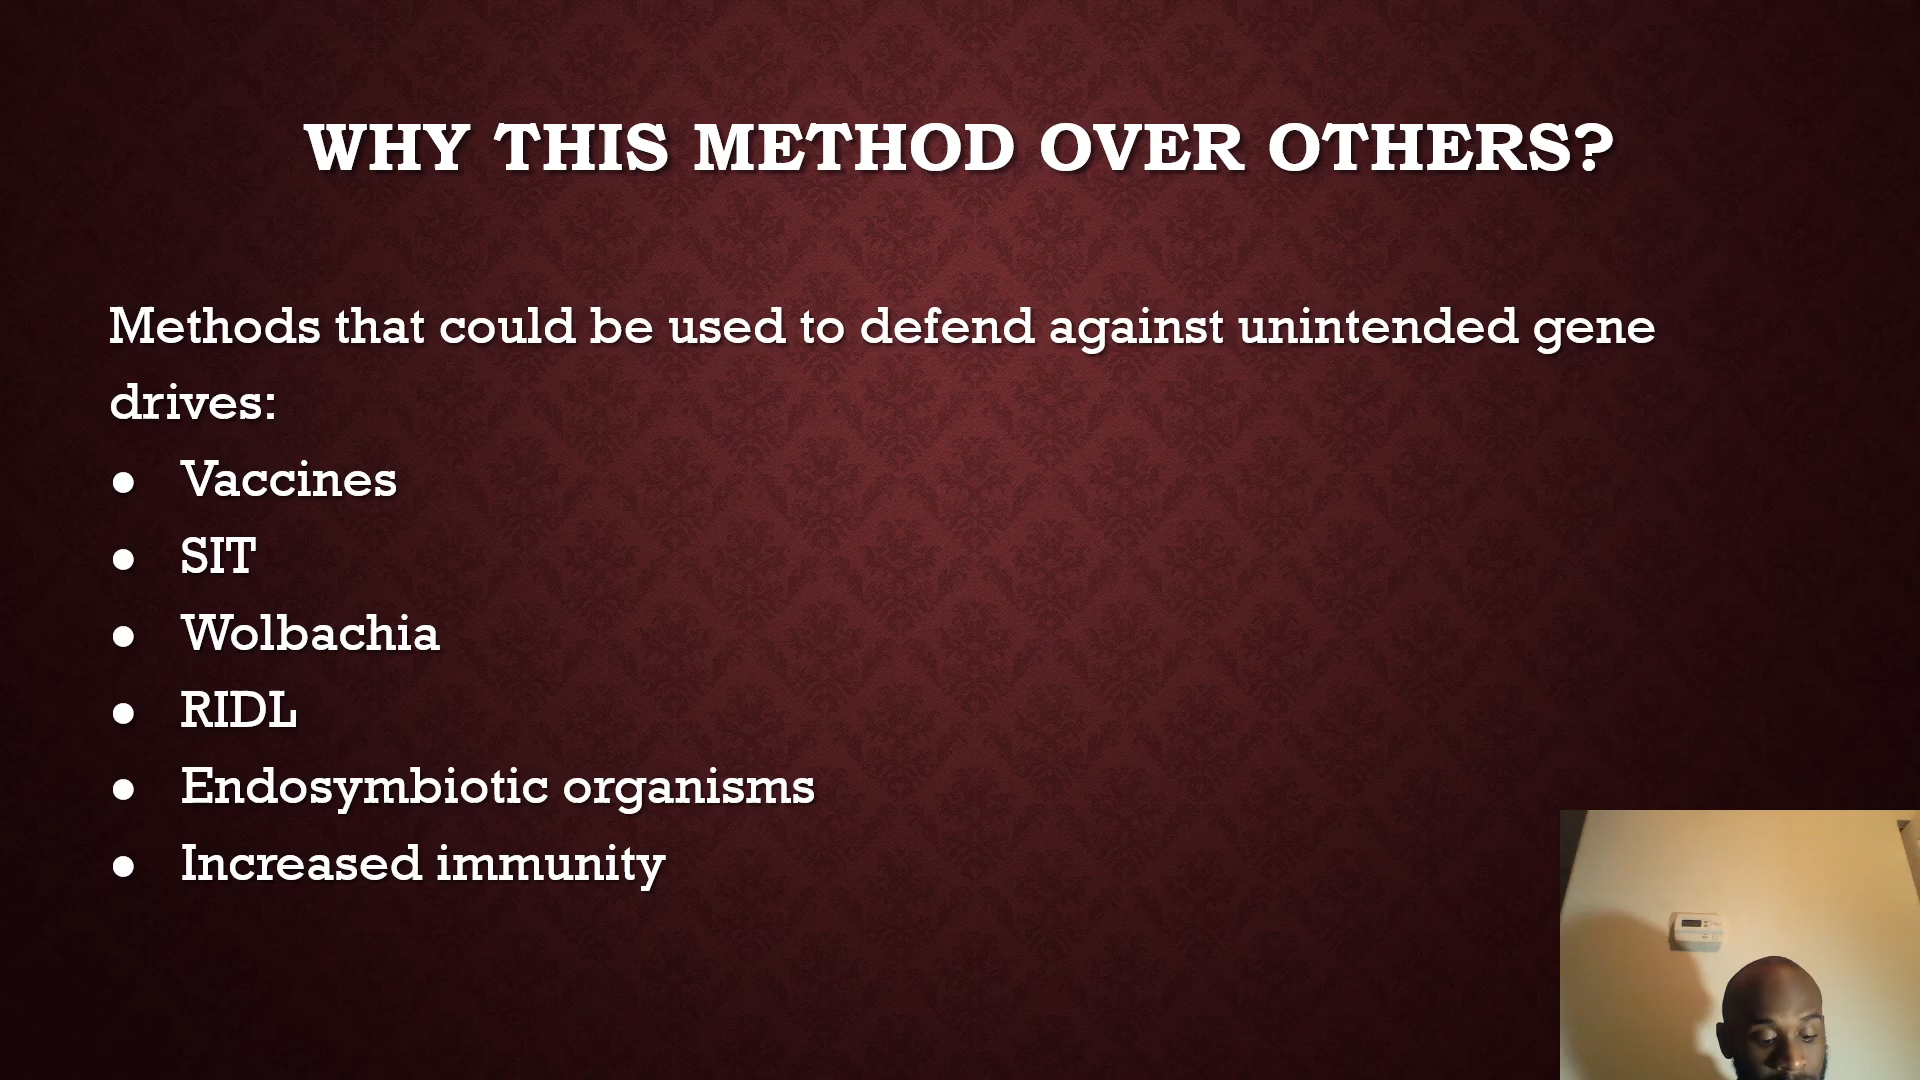 WHY THIS METHOD OVER OTHERS?
Methods that could be used to defend against unintended gene
drives:
● Vaccines
● SIT
● Wolbachia
● RIDL
● Endosymbiotic organisms
● Increased immunity